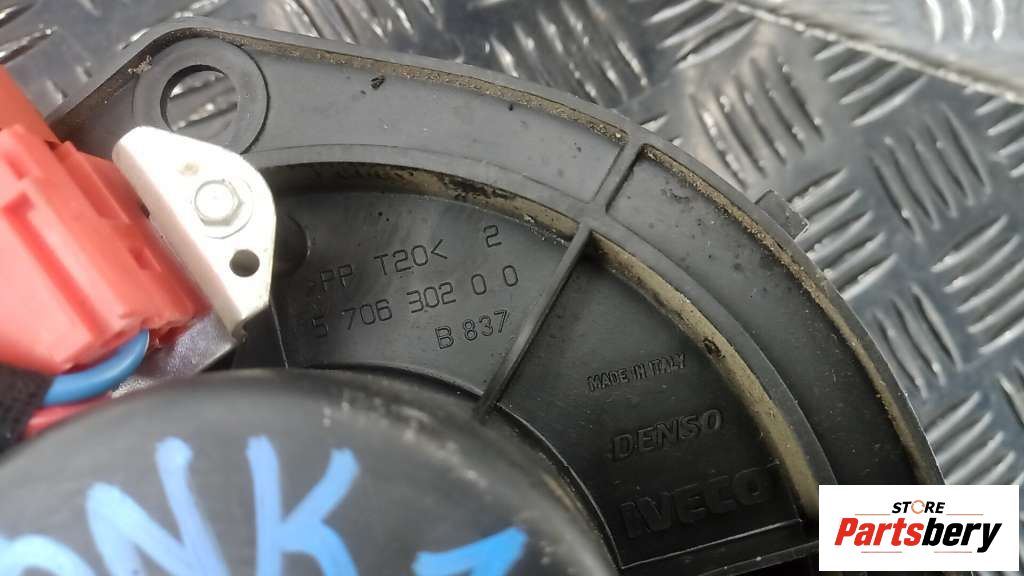 >PP T20< 2
5 706 302 0 0
B 837
MADE IN ITALY
DENSO
IVECO
STORE
Partsbery